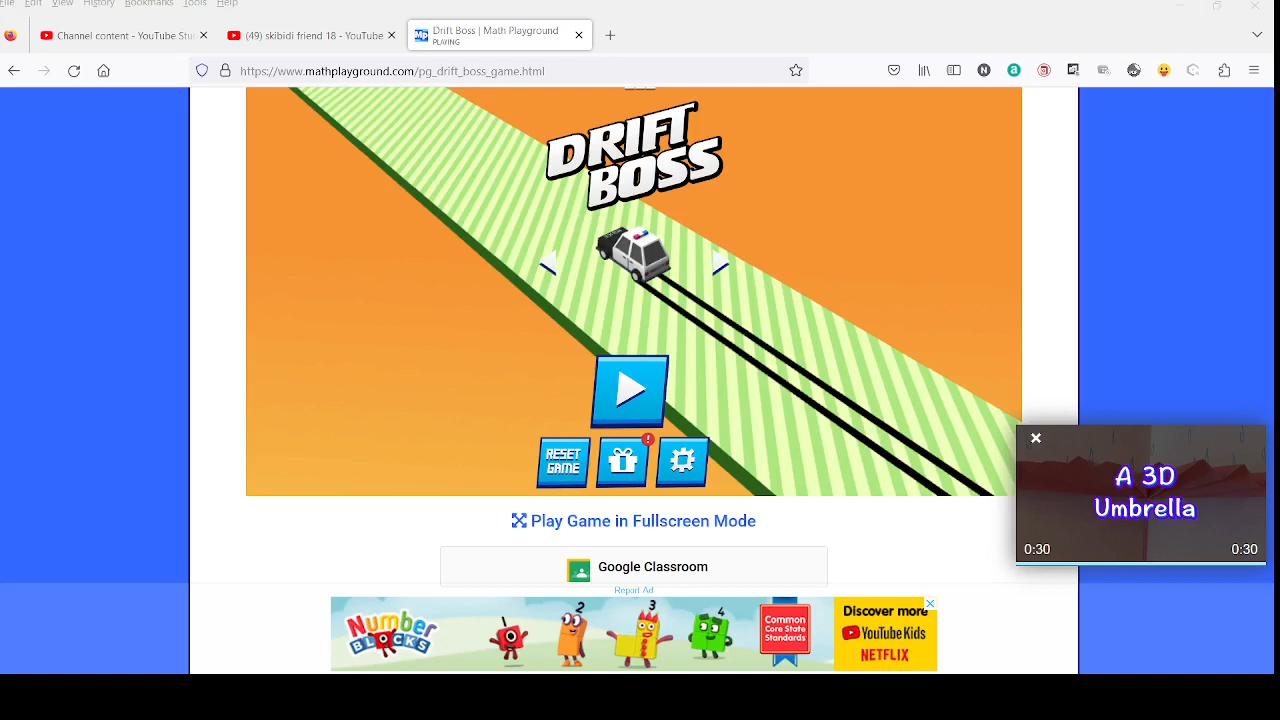 File Edit View History Bookmarks Tools Help
Channel content - YouTube Stu
(49) skibidi friend 18 - YouTube
Drift Boss | Math Playground
PLAYING
https://www.mathplayground.com/pg_drift_boss_game.html
DRIFT
BOSS
RESET
GAME
!
Play Game in Fullscreen Mode
A 3D
Umbrella
0:30 0:30
Google Classroom
Report Ad
Number
BLOCKS
1 2 3 4
Common
Core State
Standards
Discover more
YouTube Kids
NETFLIX